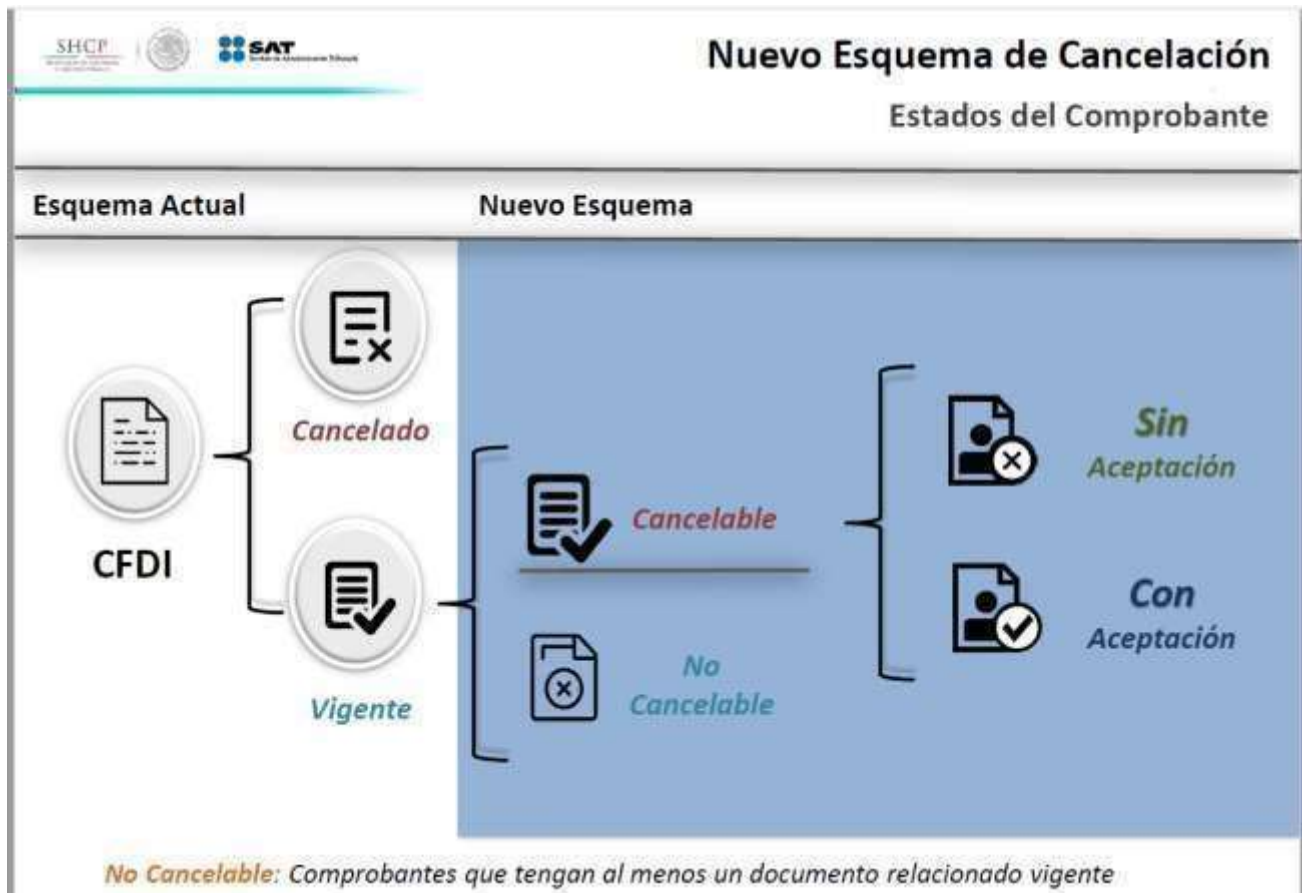 SHCP
SAT
Nuevo Esquema de Cancelación
Estados del Comprobante
Esquema Actual
Nuevo Esquema
CFDI
Cancelado
Vigente
Cancelable
No
Cancelable
Sin
Aceptación
Con
Aceptación
No Cancelable: Comprobantes que tengan al menos un documento relacionado vigente